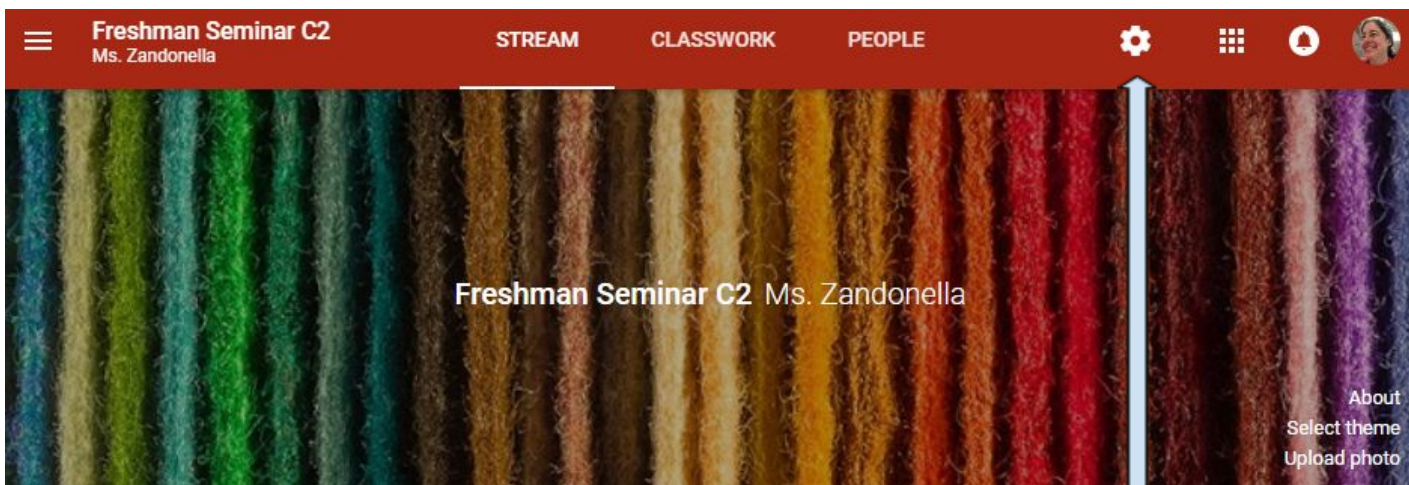 Freshman Seminar C2
Ms. Zandonella
STREAM CLASSWORK PEOPLE
Freshman Seminar C2 Ms. Zandonella
About
Select theme
Upload photo